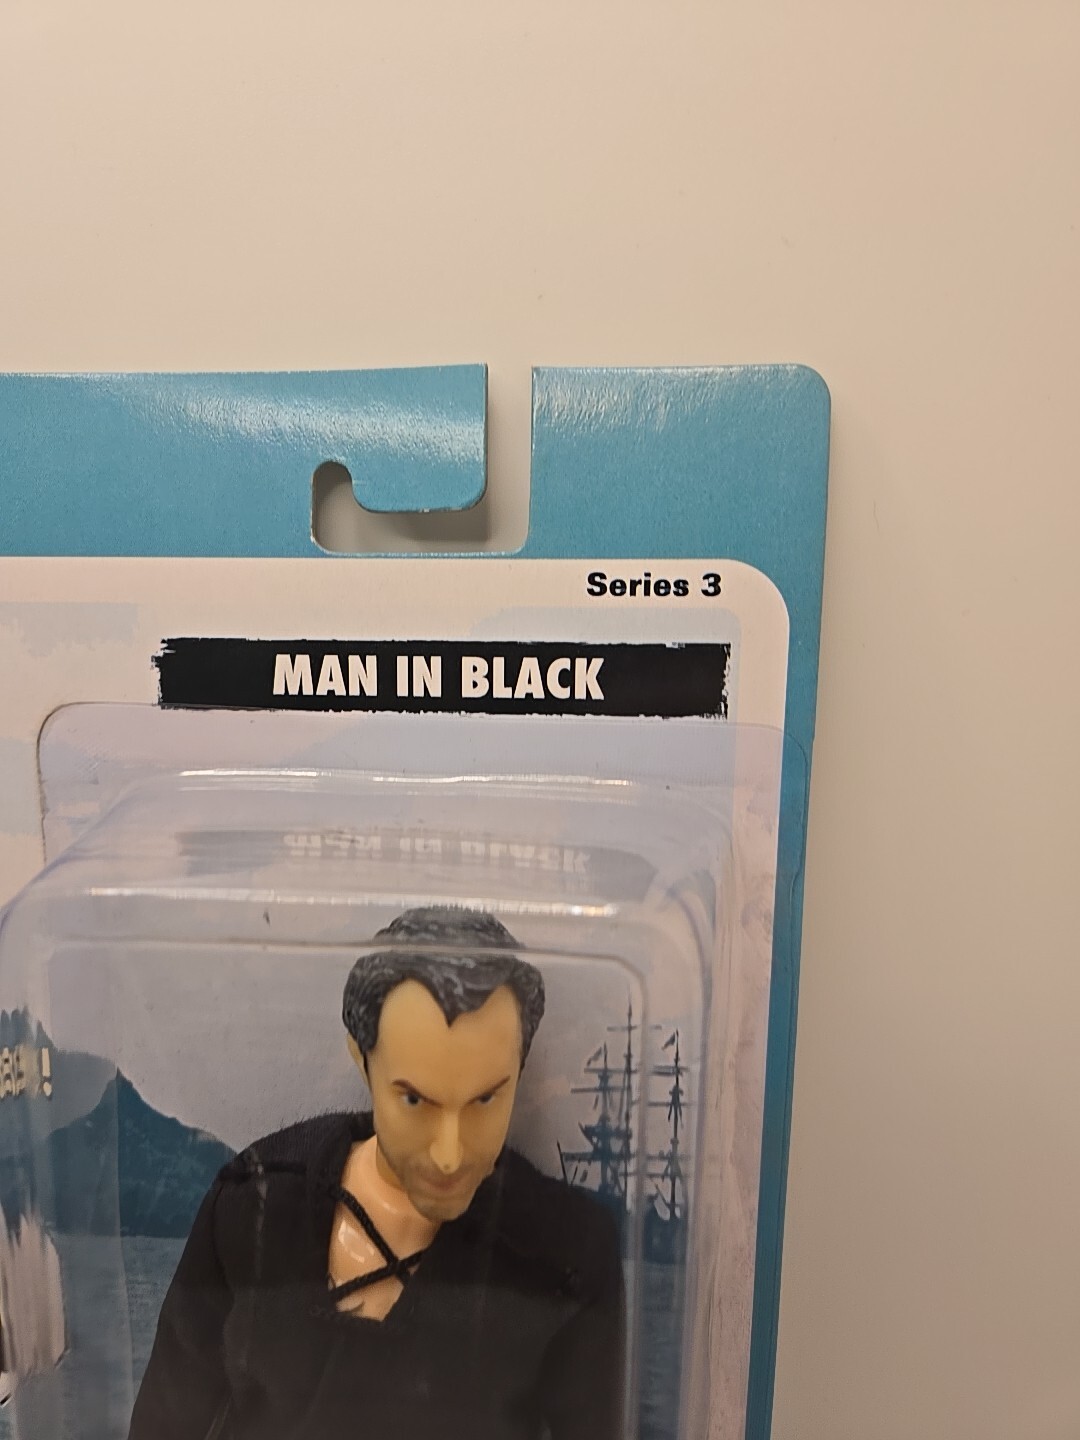 Series 3
MAN IN BLACK